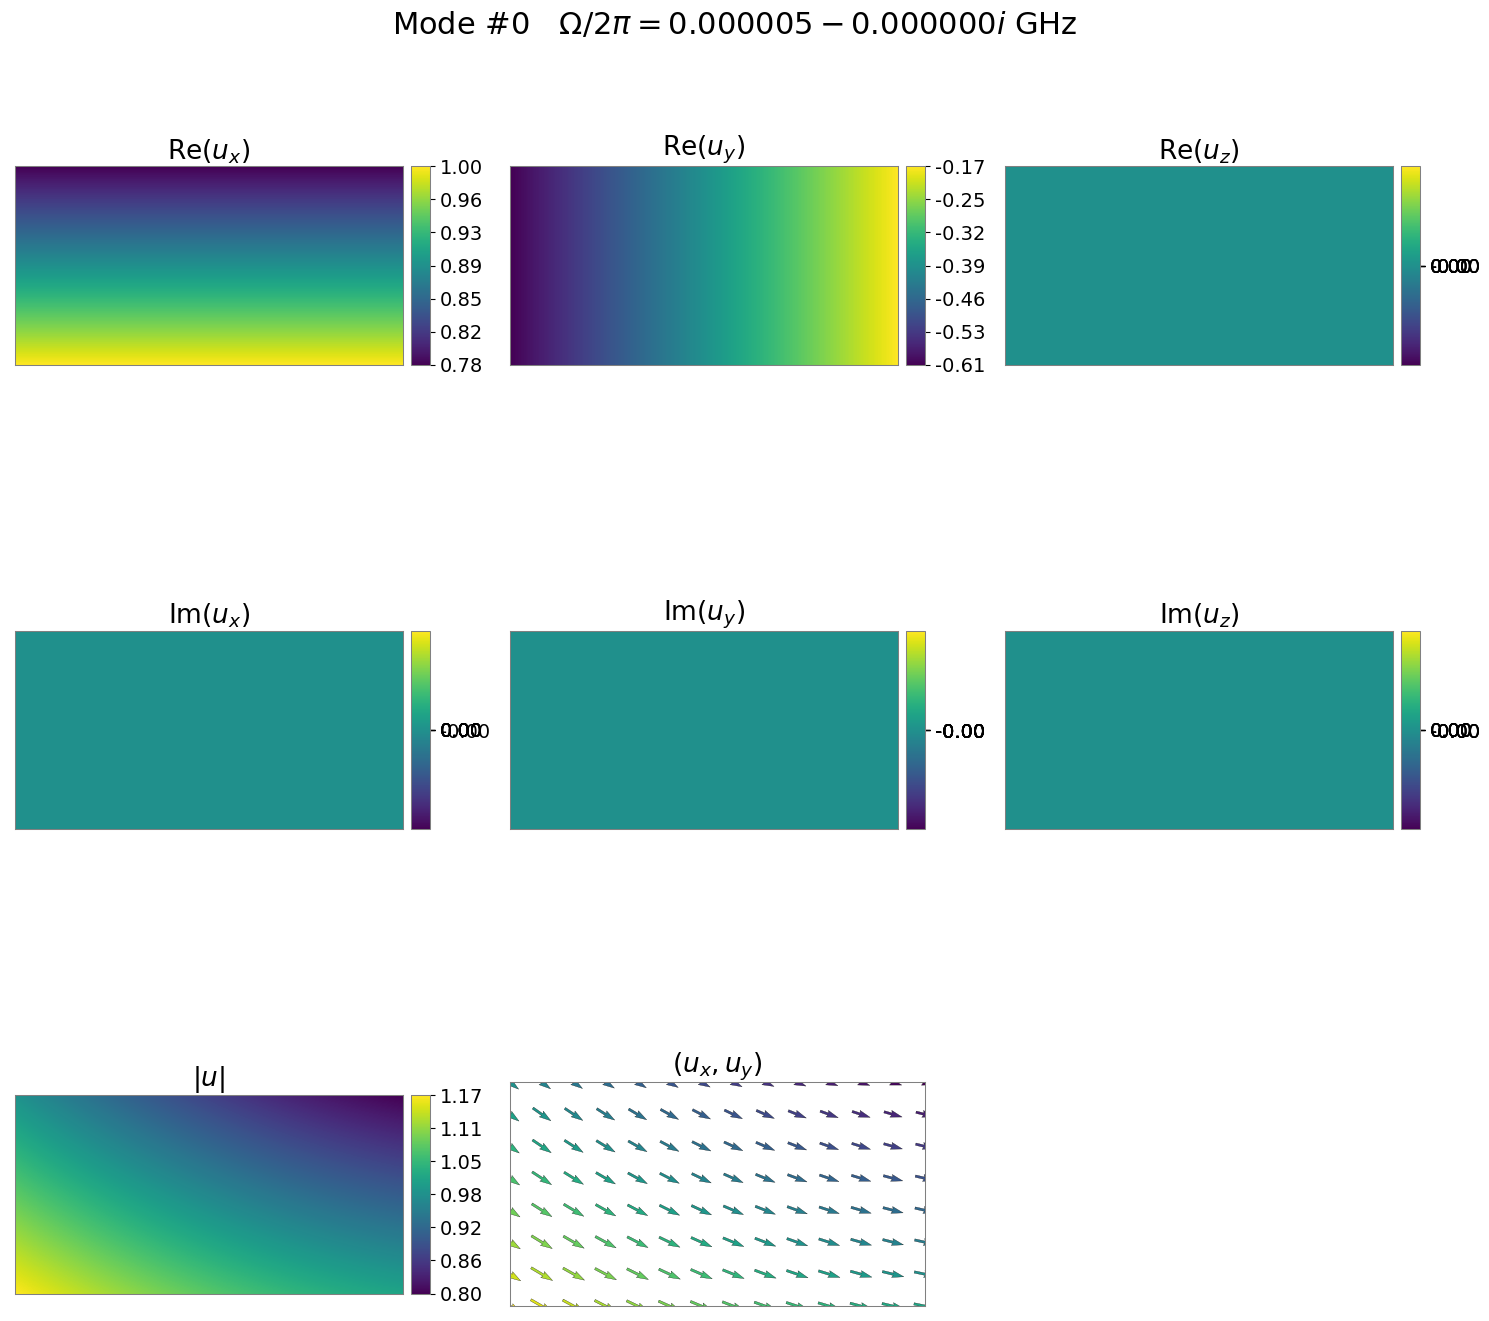 Mode #0   Ω/2π = 0.000005 − 0.000000i GHz
Re(u_x)
1.00
0.96
0.93
0.89
0.85
0.82
0.78
Re(u_y)
-0.17
-0.25
-0.32
-0.39
-0.46
-0.53
-0.61
Re(u_z)
Im(u_x)
Im(u_y)
-0.00
Im(u_z)
|u|
1.17
1.11
1.05
0.98
0.92
0.86
0.80
(u_x, u_y)